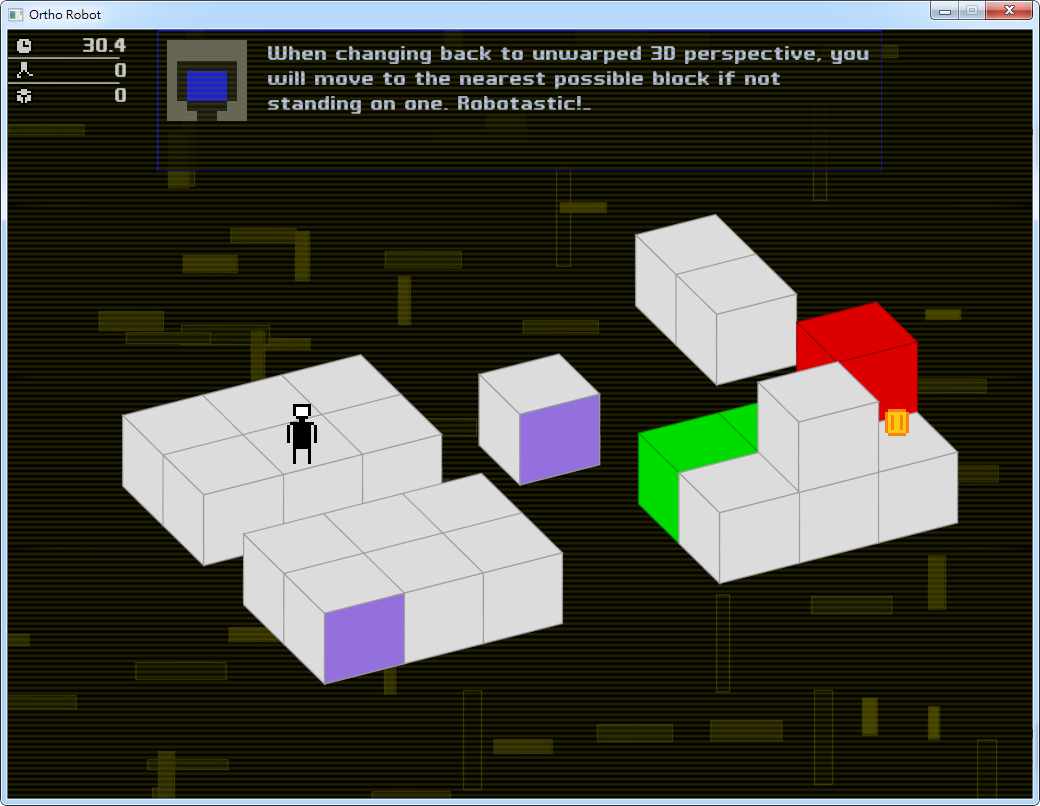 Ortho Robot
30.4
0
0
When changing back to unwarped 3D perspective, you
will move to the nearest possible block if not
standing on one. Robotastic!_